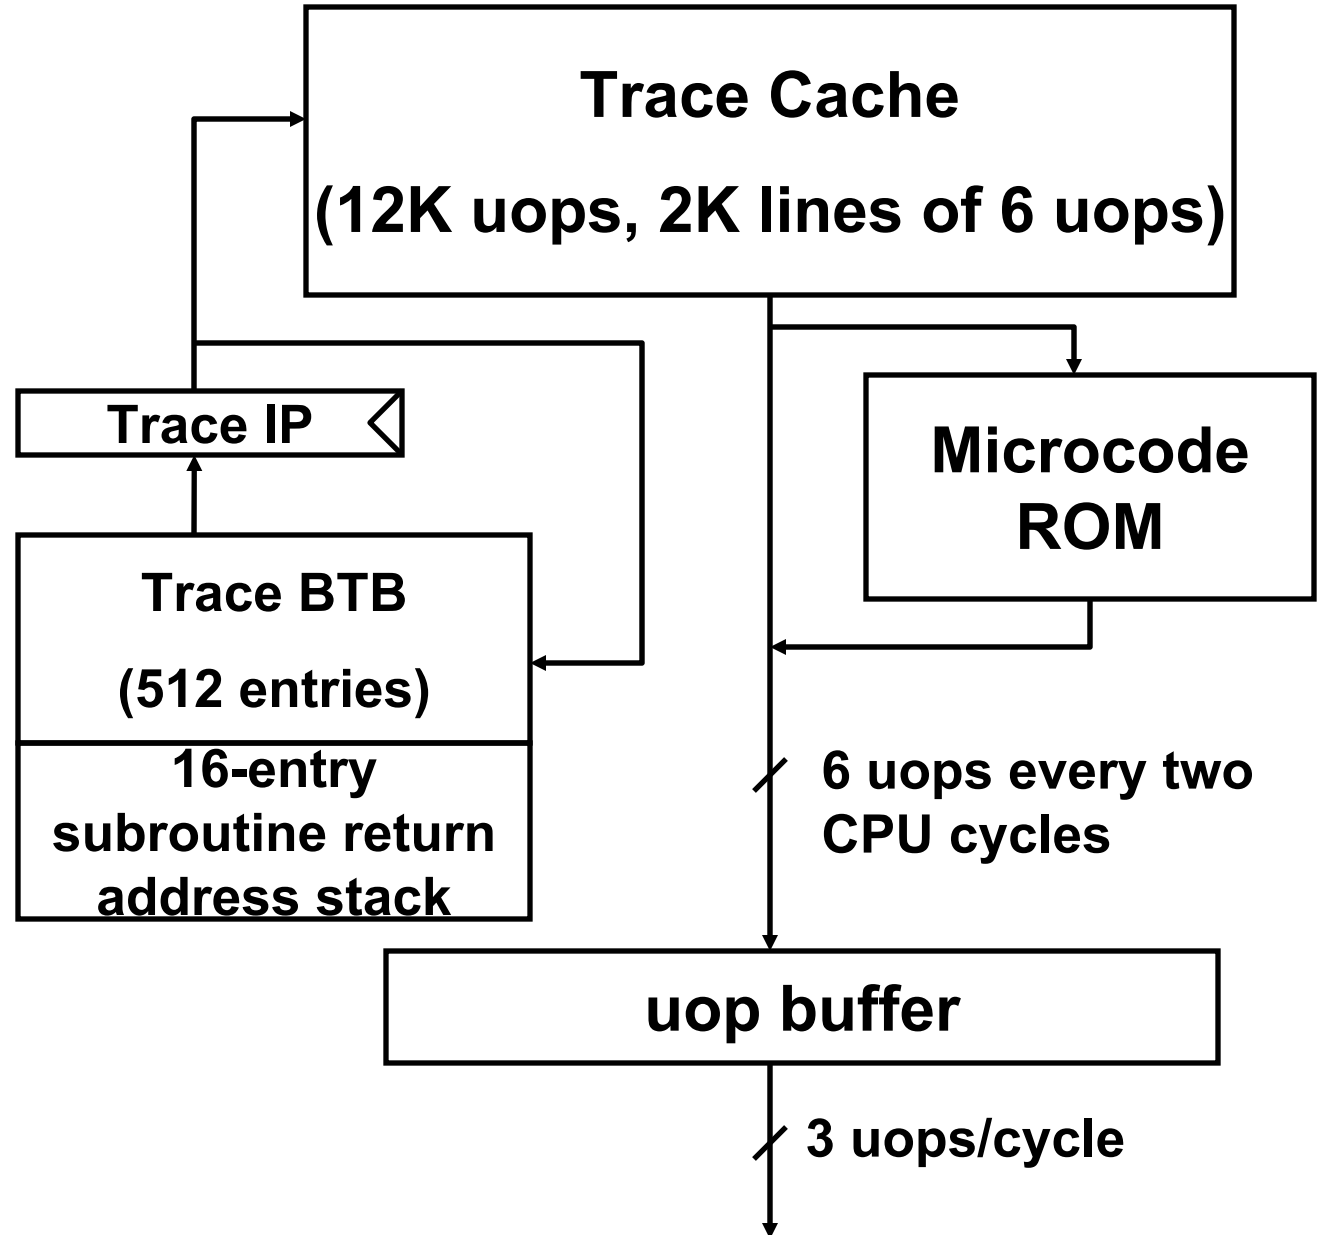 Trace Cache
(12K uops, 2K lines of 6 uops)
Trace IP
Microcode
ROM
Trace BTB
(512 entries)
16-entry
subroutine return
address stack
6 uops every two
CPU cycles
uop buffer
3 uops/cycle